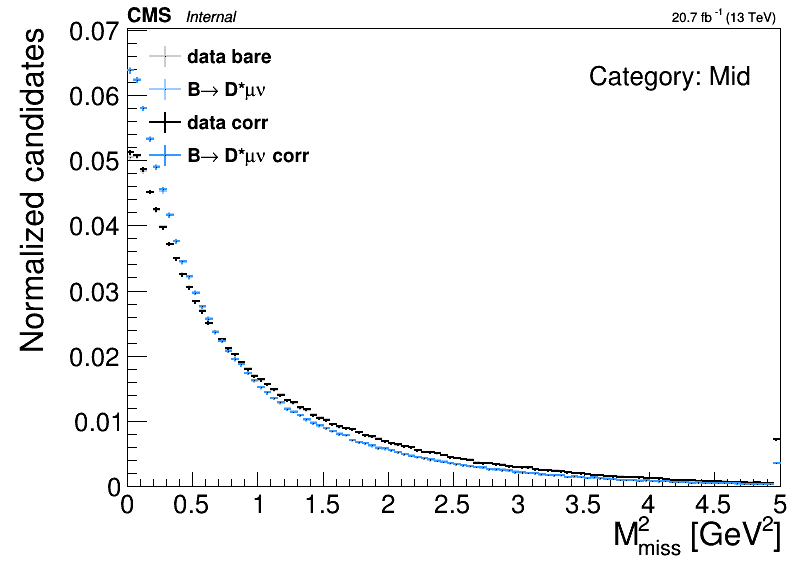 CMS Internal 20.7 fb⁻¹ (13 TeV)
Normalized candidates
0.07
0.06
0.05
0.04
0.03
0.02
0.01
0
data bare
B→ D*μν
data corr
B→ D*μν corr
Category: Mid
0 0.5 1 1.5 2 2.5 3 3.5 4 4.5 5
M²miss [GeV²]